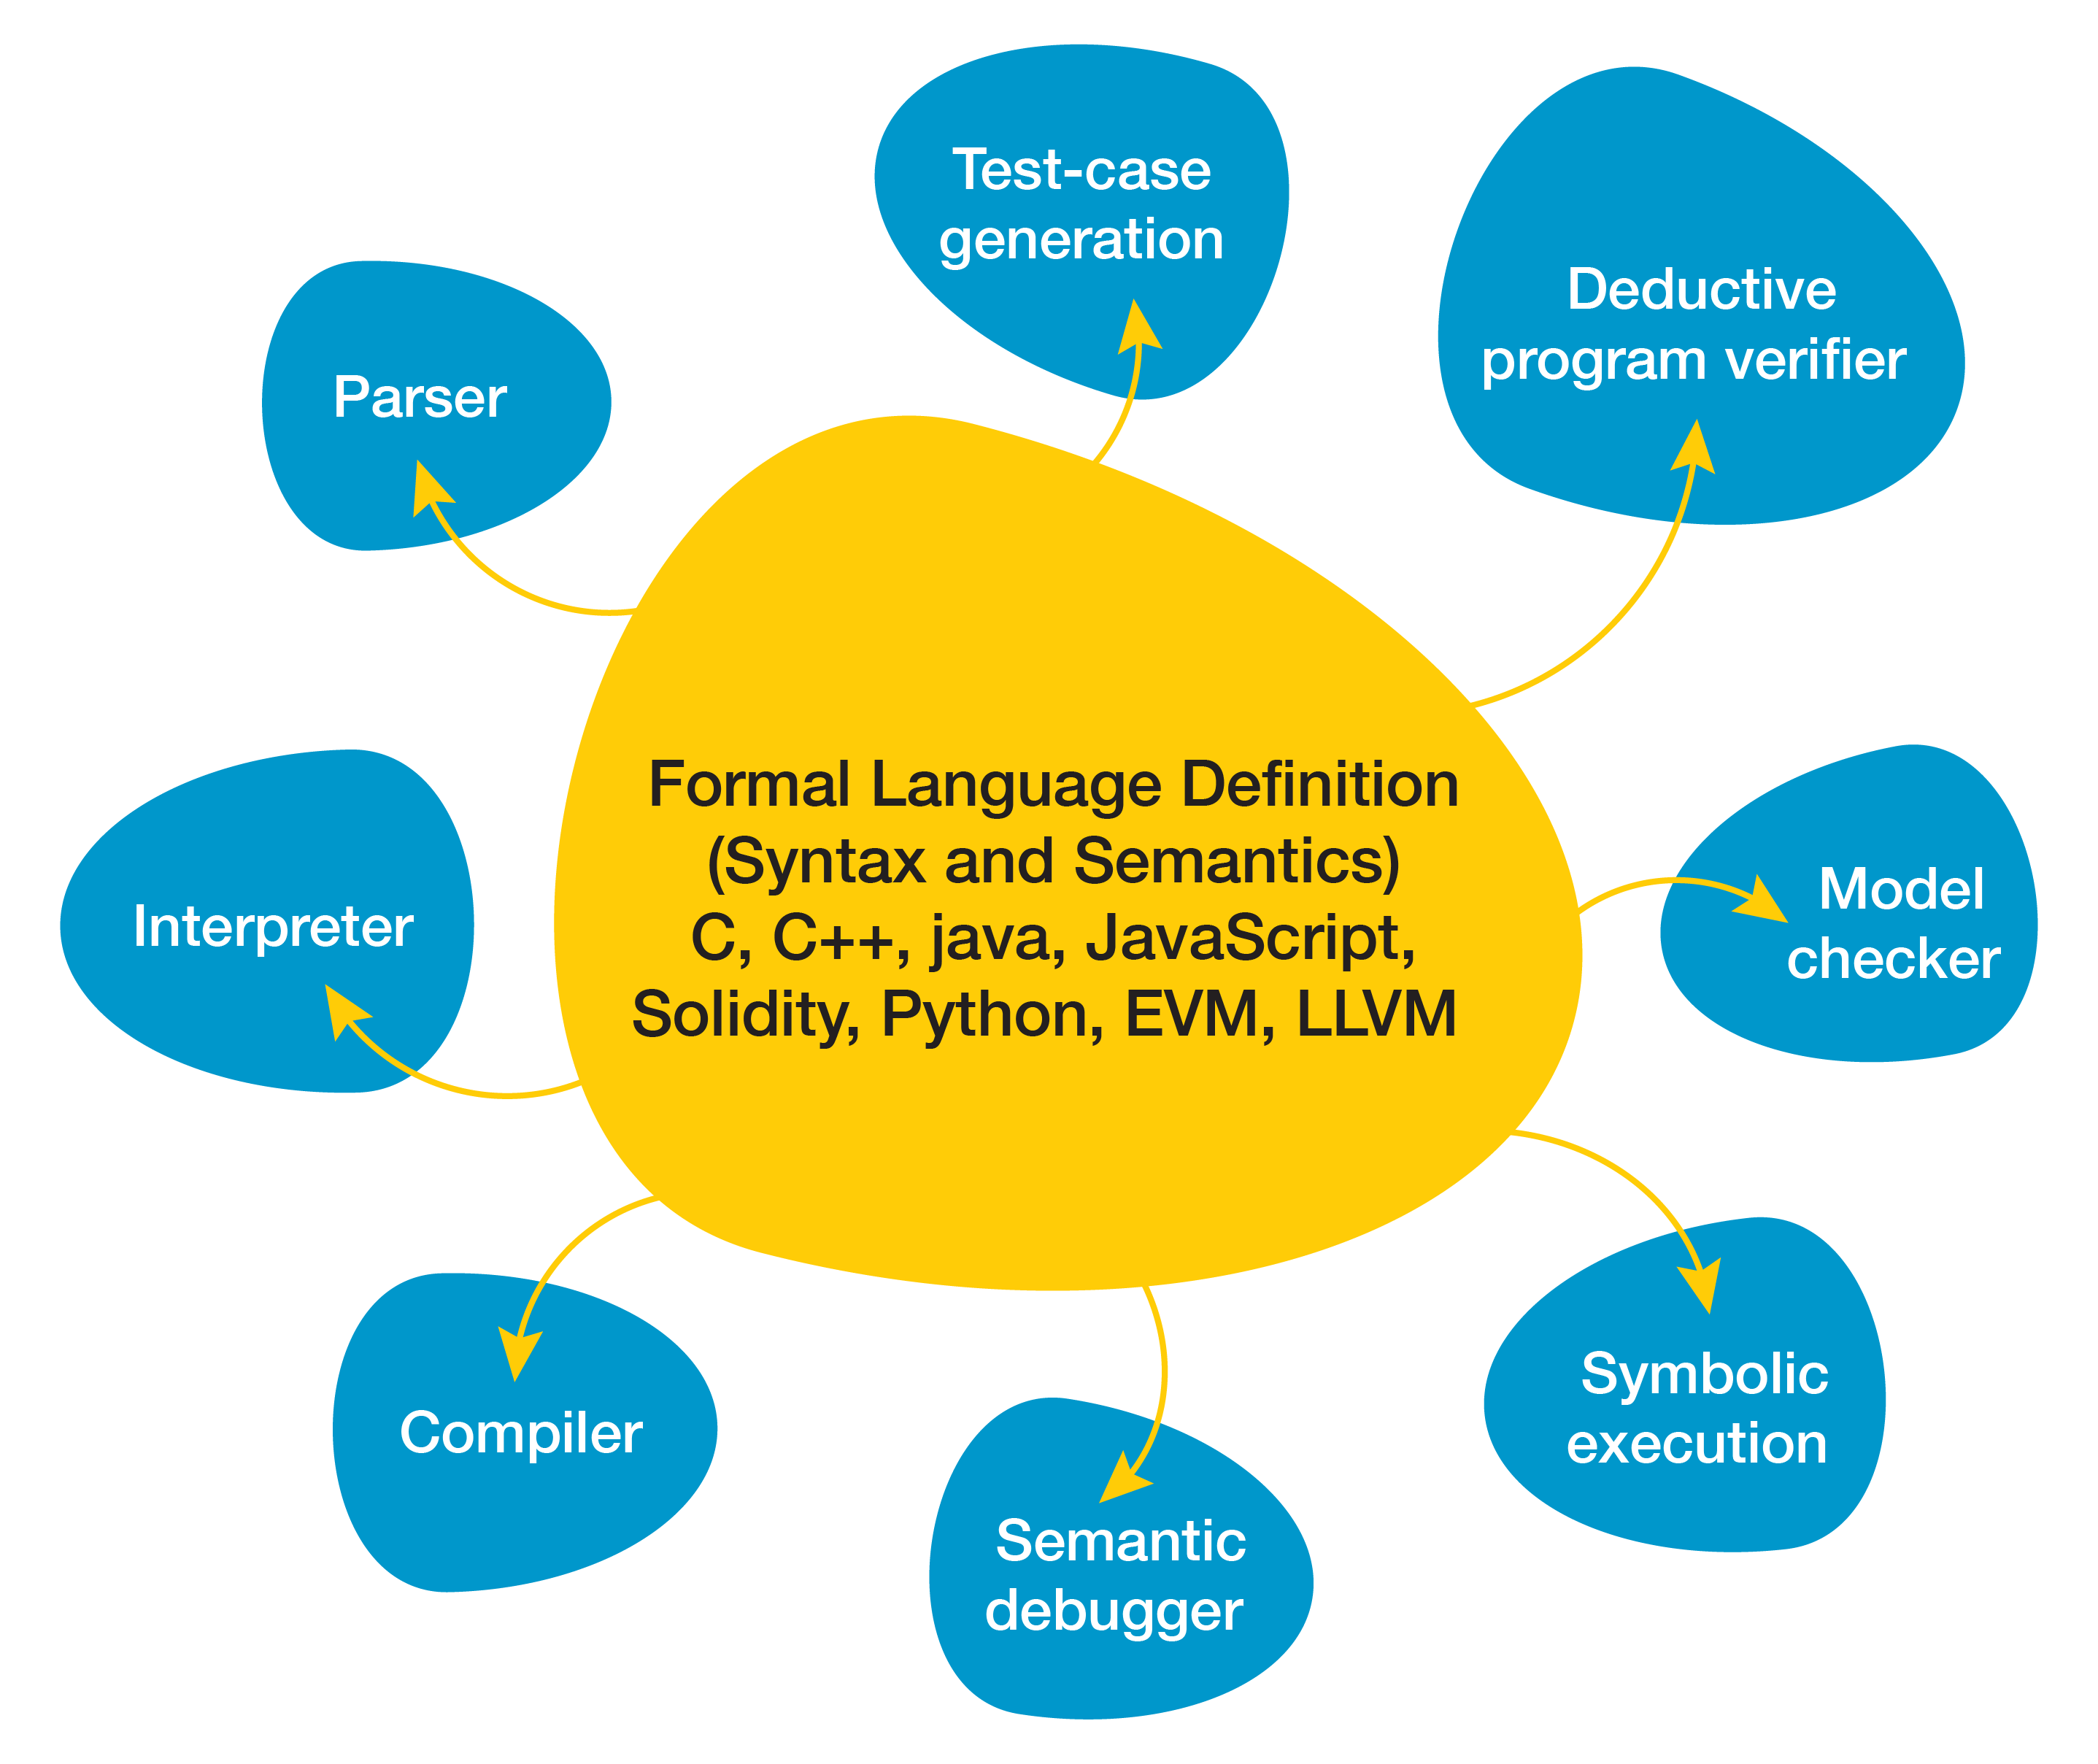 Test-case
generation
Deductive
program verifier
Parser
Formal Language Definition
(Syntax and Semantics)
C, C++, java, JavaScript,
Solidity, Python, EVM, LLVM
Model
checker
Interpreter
Symbolic
execution
Compiler
Semantic
debugger